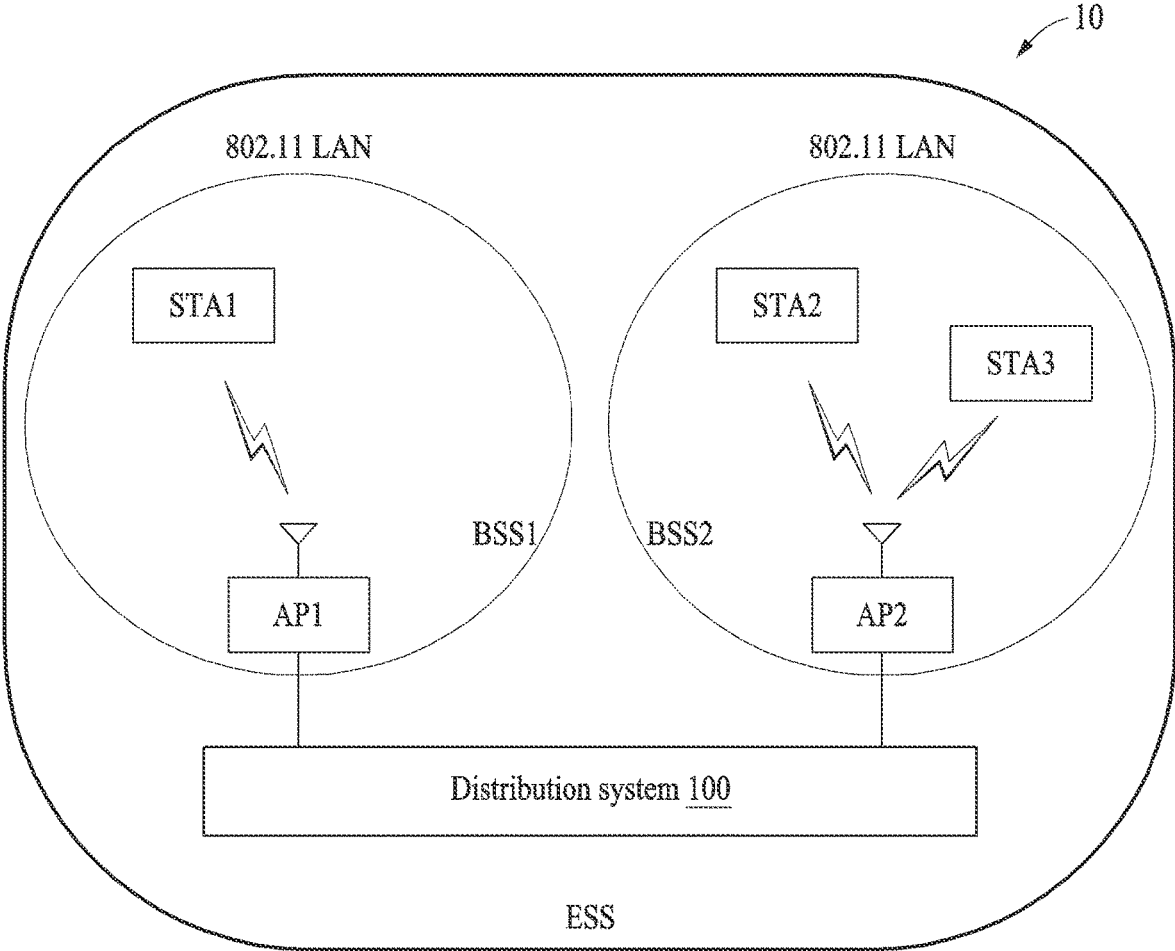 10
802.11 LAN
802.11 LAN
STA1
STA2
STA3
BSS1
BSS2
AP1
AP2
Distribution system 100
ESS